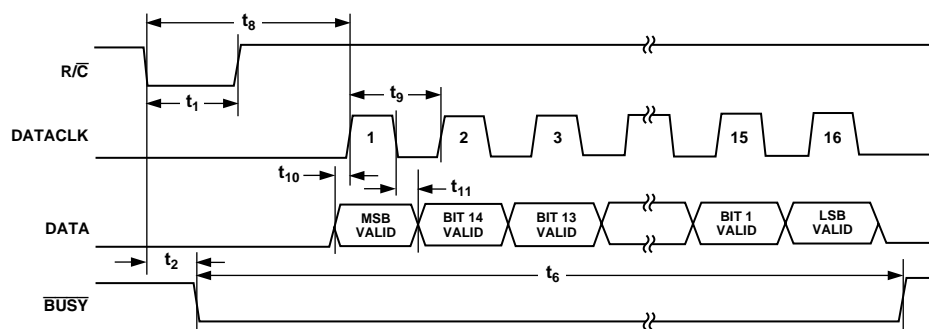 t8
R/C
t1
t9
DATACLK
1
2
3
15
16
t10
t11
DATA
MSB
VALID
BIT 14
VALID
BIT 13
VALID
BIT 1
VALID
LSB
VALID
t2
t6
BUSY